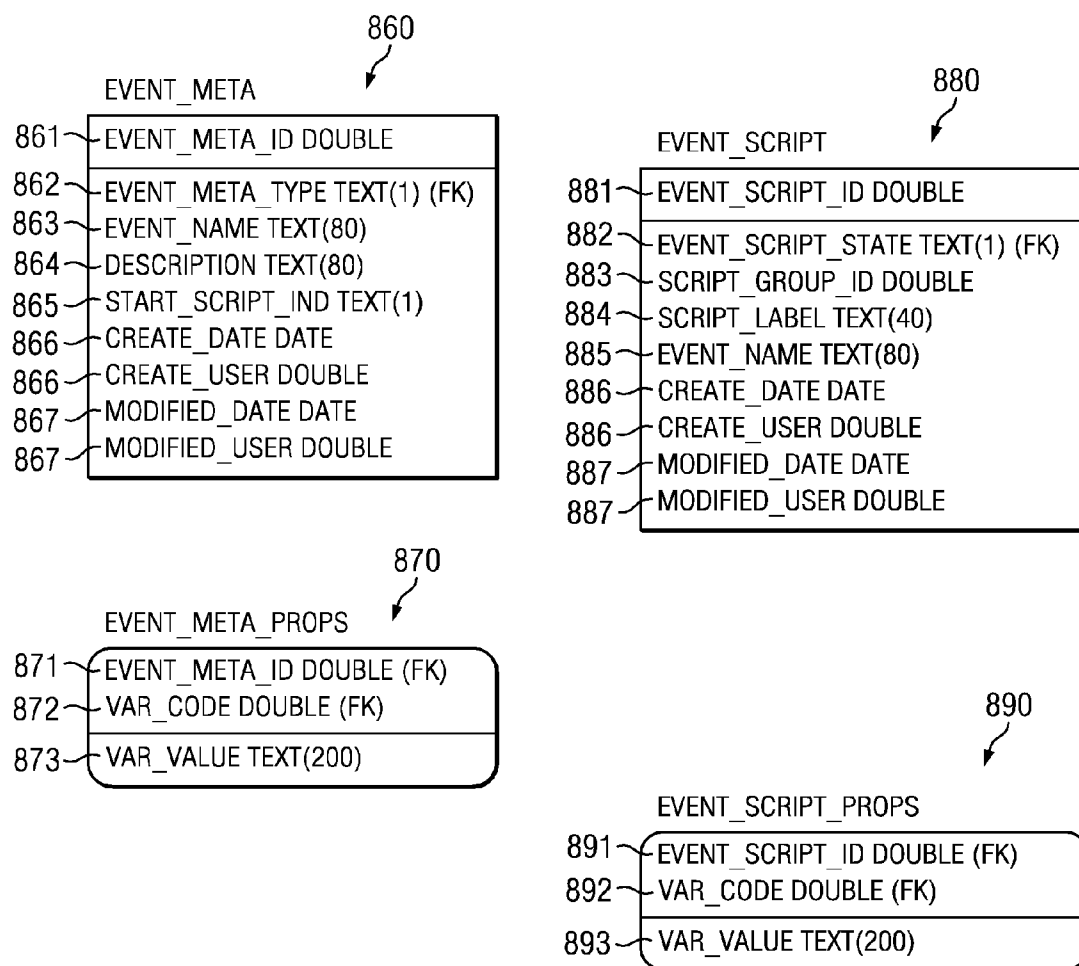 860
EVENT_META
861 EVENT_META_ID DOUBLE
862 EVENT_META_TYPE TEXT(1) (FK)
863 EVENT_NAME TEXT(80)
864 DESCRIPTION TEXT(80)
865 START_SCRIPT_IND TEXT(1)
866 CREATE_DATE DATE
866 CREATE_USER DOUBLE
867 MODIFIED_DATE DATE
867 MODIFIED_USER DOUBLE
880
EVENT_SCRIPT
881 EVENT_SCRIPT_ID DOUBLE
882 EVENT_SCRIPT_STATE TEXT(1) (FK)
883 SCRIPT_GROUP_ID DOUBLE
884 SCRIPT_LABEL TEXT(40)
885 EVENT_NAME TEXT(80)
886 CREATE_DATE DATE
886 CREATE_USER DOUBLE
887 MODIFIED_DATE DATE
887 MODIFIED_USER DOUBLE
870
EVENT_META_PROPS
871 EVENT_META_ID DOUBLE (FK)
872 VAR_CODE DOUBLE (FK)
873 VAR_VALUE TEXT(200)
890
EVENT_SCRIPT_PROPS
891 EVENT_SCRIPT_ID DOUBLE (FK)
892 VAR_CODE DOUBLE (FK)
893 VAR_VALUE TEXT(200)